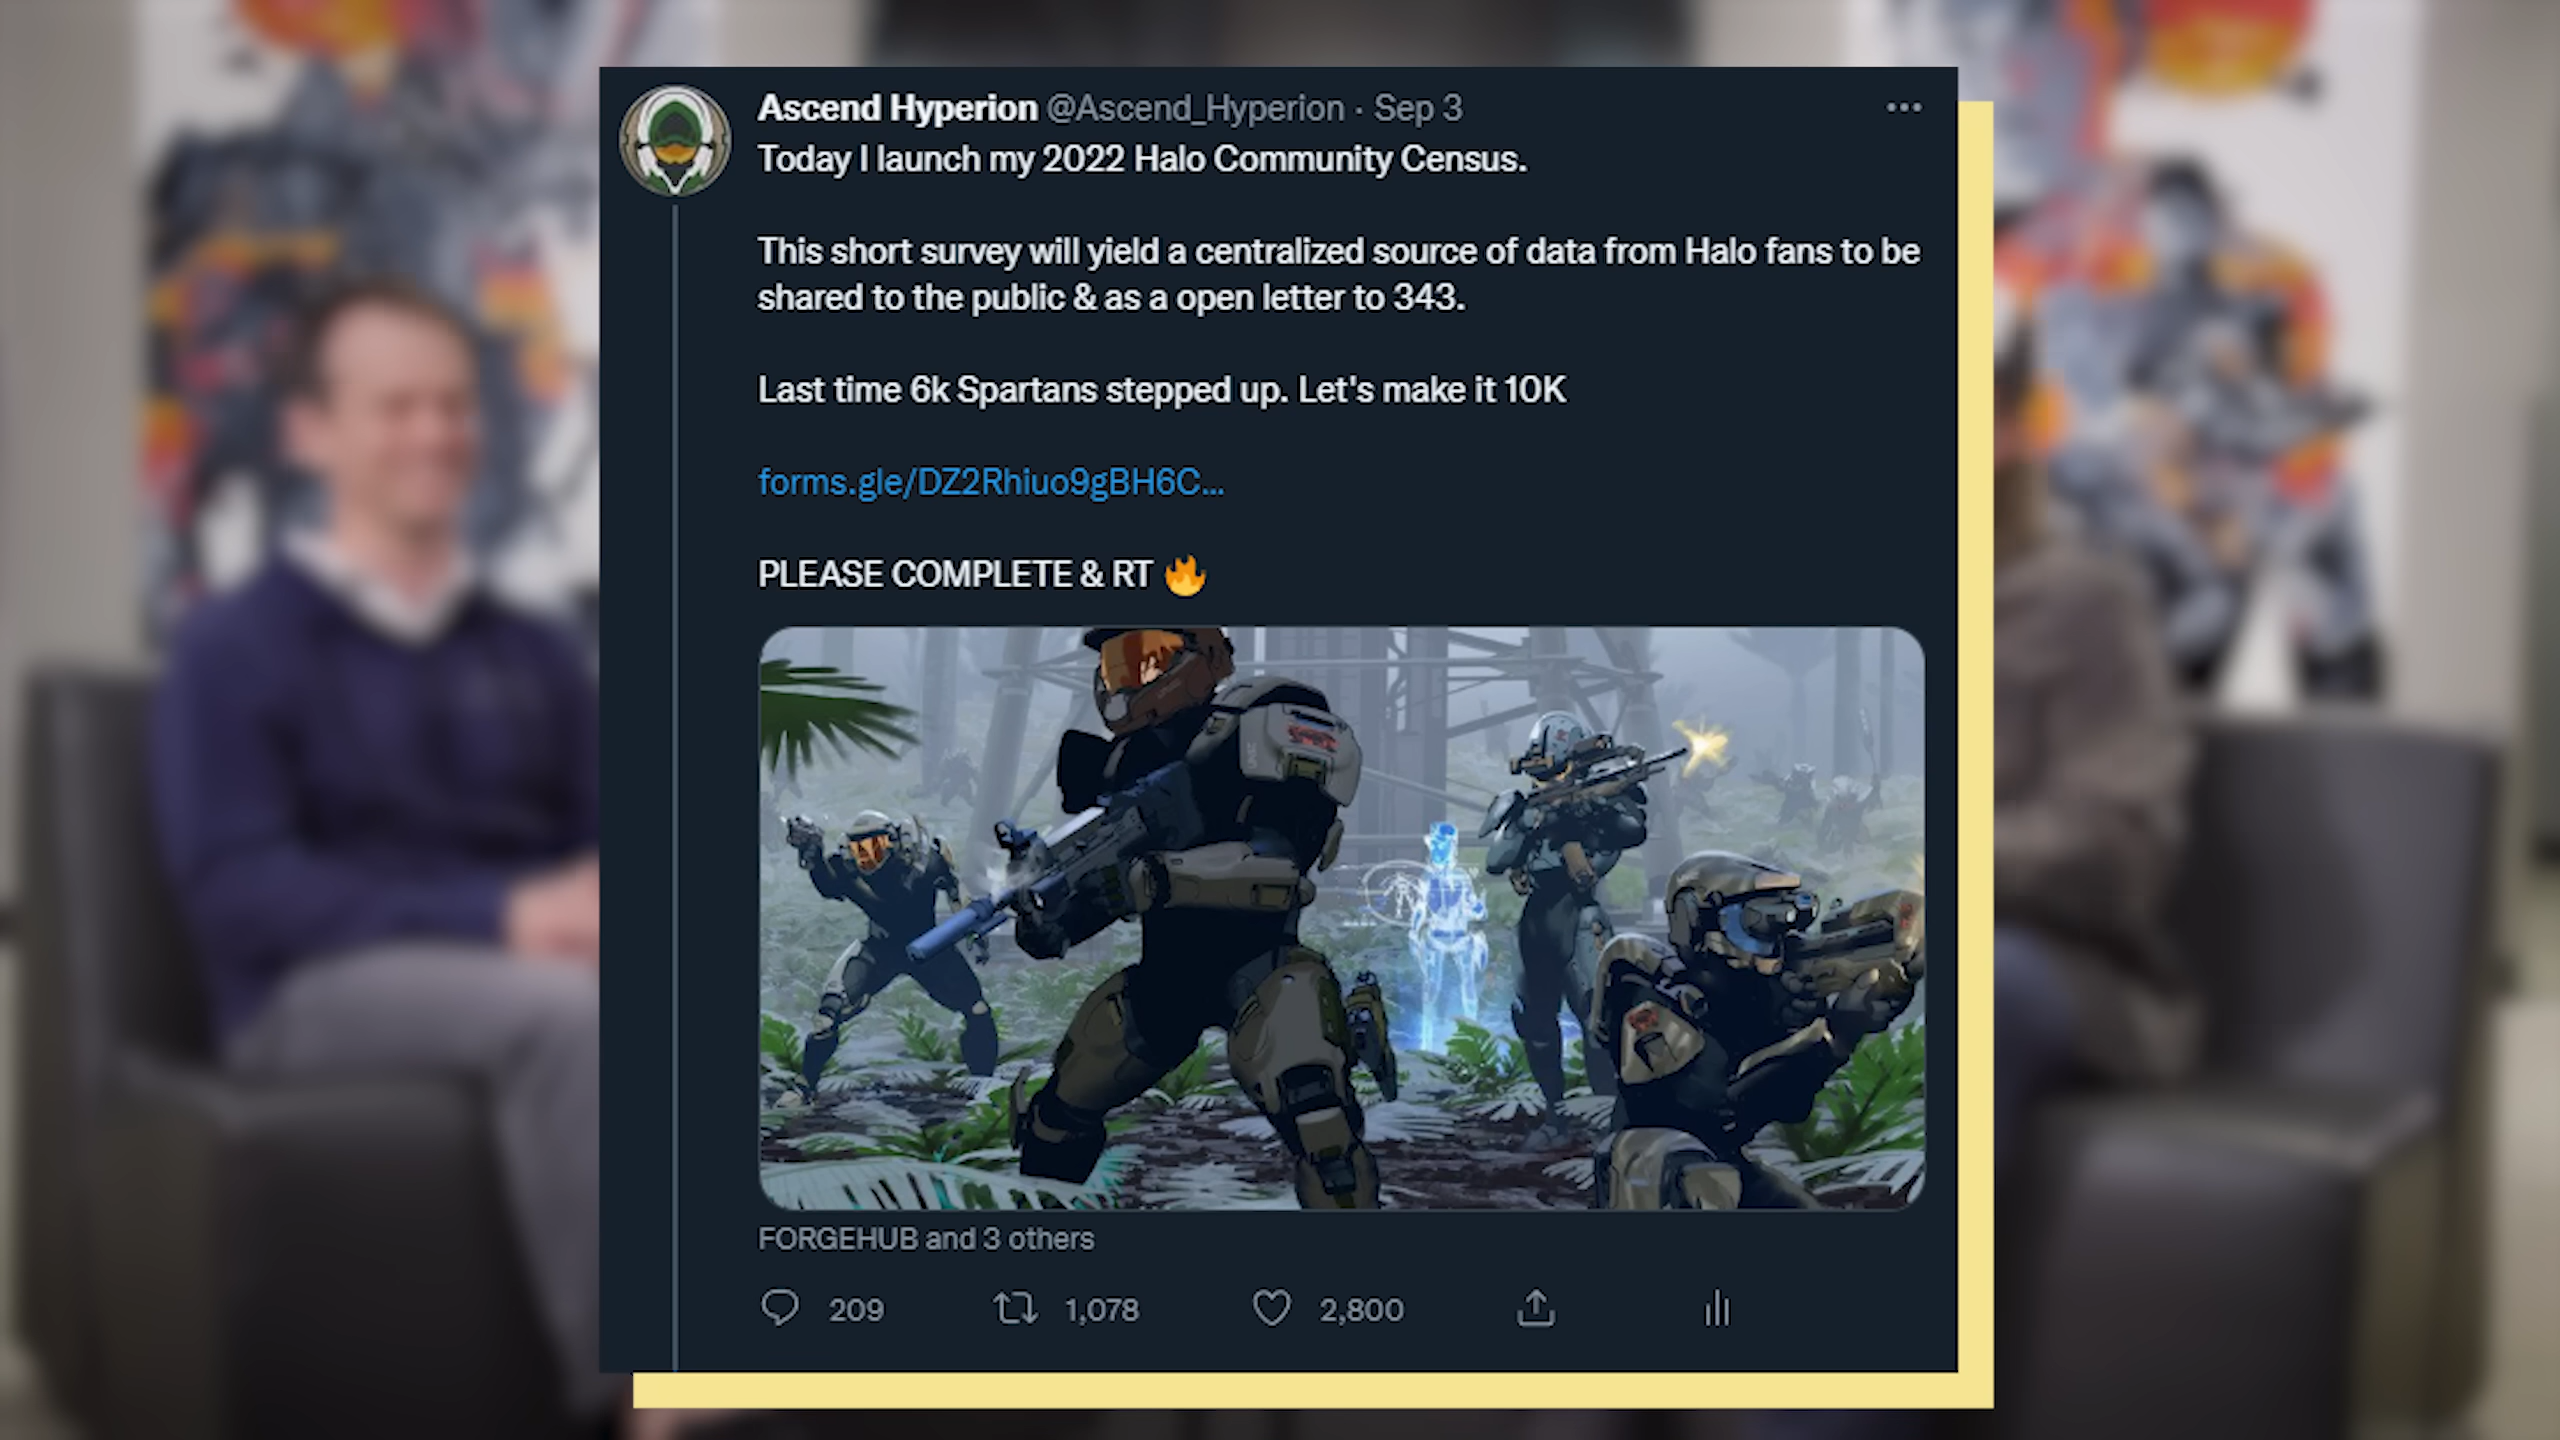 Ascend Hyperion @Ascend_Hyperion · Sep 3
Today I launch my 2022 Halo Community Census.
This short survey will yield a centralized source of data from Halo fans to be
shared to the public & as a open letter to 343.
Last time 6k Spartans stepped up. Let's make it 10K
forms.gle/DZ2Rhiuo9gBH6C...
PLEASE COMPLETE & RT 🔥
FORGEHUB and 3 others
209 1,078 2,800